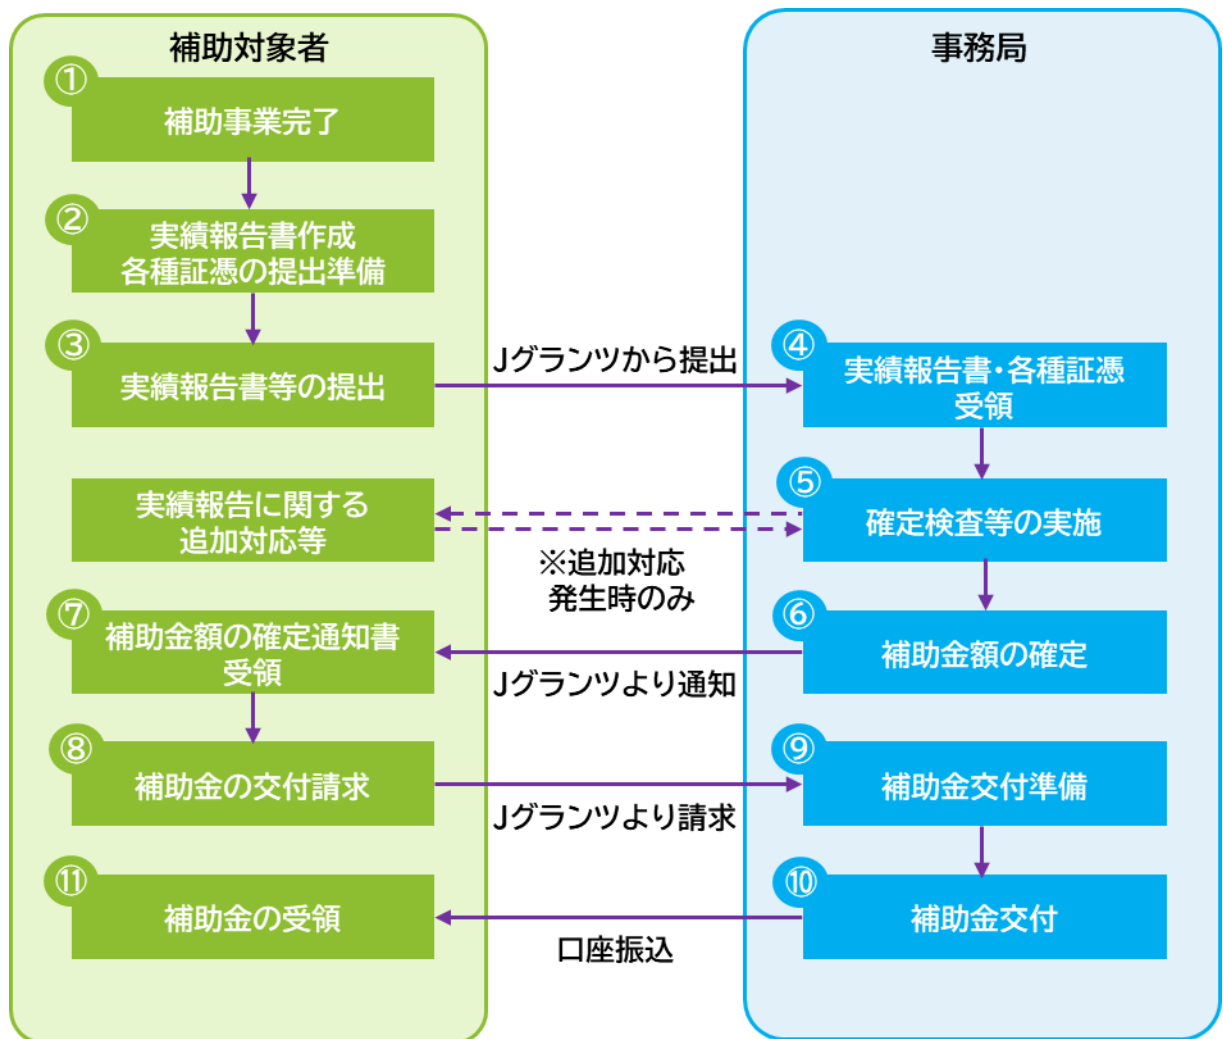 補助対象者
事務局
①
補助事業完了
②
実績報告書作成
各種証憑の提出準備
③
実績報告書等の提出
Jグランツから提出
④
実績報告書・各種証憑
受領
実績報告に関する
追加対応等
※追加対応
発生時のみ
⑤
確定検査等の実施
⑥
補助金額の確定
Jグランツより通知
⑦
補助金額の確定通知書
受領
⑧
補助金の交付請求
Jグランツより請求
⑨
補助金交付準備
⑩
補助金交付
口座振込
⑪
補助金の受領